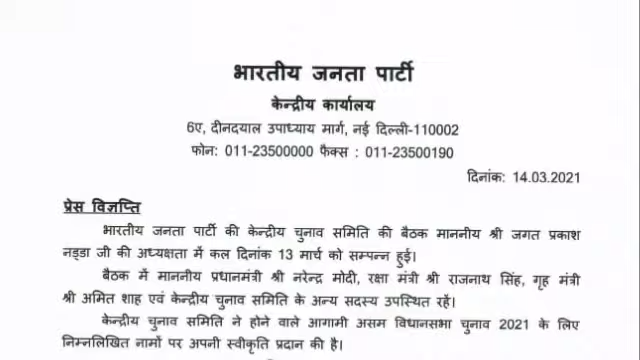 भारतीय जनता पार्टी
केन्द्रीय कार्यालय
6ए, दीनदयाल उपाध्याय मार्ग, नई दिल्ली-110002
फोन: 011-23500000 फैक्स : 011-23500190
दिनांक: 14.03.2021
प्रेस विज्ञप्ति
भारतीय जनता पार्टी की केन्द्रीय चुनाव समिति की बैठक माननीय श्री जगत प्रकाश
नड्डा जी की अध्यक्षता में कल दिनांक 13 मार्च को सम्पन्न हुई।
बैठक में माननीय प्रधानमंत्री श्री नरेन्द्र मोदी, रक्षा मंत्री श्री राजनाथ सिंह, गृह मंत्री
श्री अमित शाह एवं केन्द्रीय चुनाव समिति के अन्य सदस्य उपस्थित रहें।
केन्द्रीय चुनाव समिति ने होने वाले आगामी असम विधानसभा चुनाव 2021 के लिए
निम्नलिखित नामों पर अपनी स्वीकृति प्रदान की है।